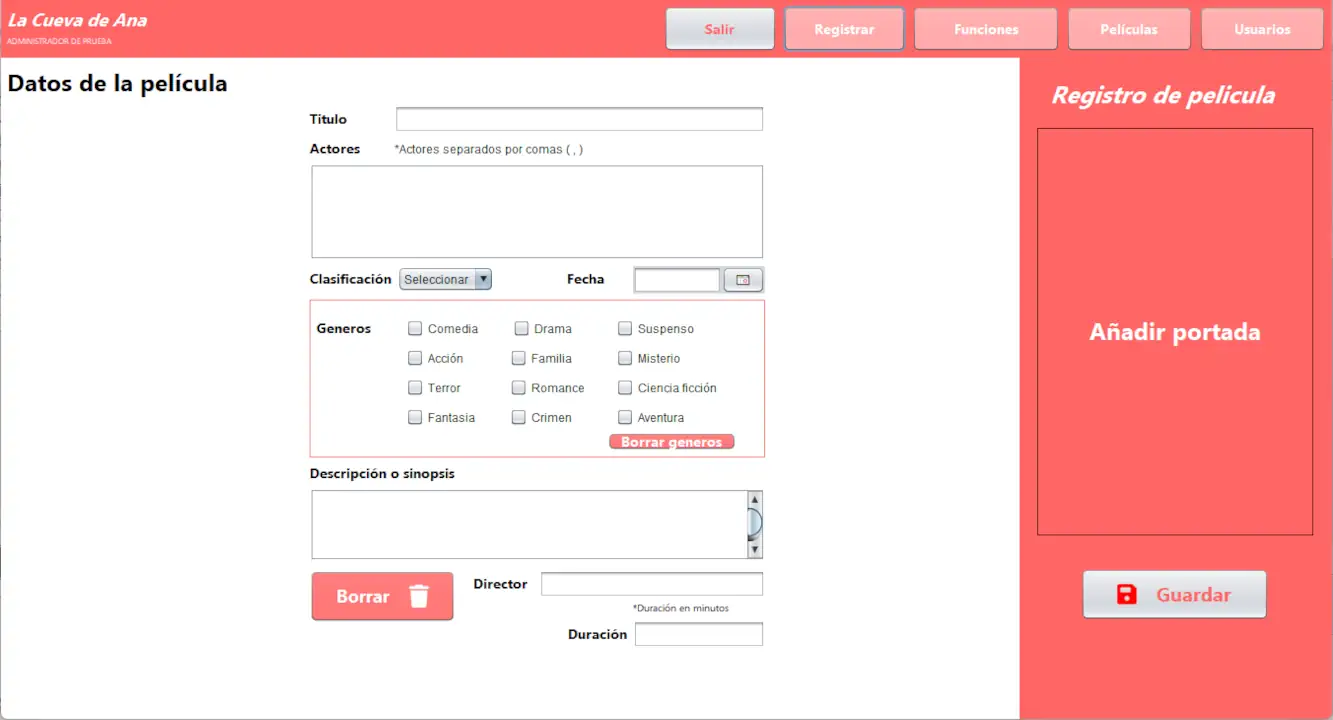 La Cueva de Ana
ADMINISTRADOR DE PRUEBA
Salir
Registrar
Funciones
Películas
Usuarios
Datos de la película
Titulo
Actores
*Actores separados por comas ( , )
Clasificación
Seleccionar
Fecha
Generos
Comedia
Drama
Suspenso
Acción
Familia
Misterio
Terror
Romance
Ciencia ficción
Fantasia
Crimen
Aventura
Borrar generos
Descripción o sinopsis
Borrar
Director
*Duración en minutos
Duración
Registro de pelicula
Añadir portada
Guardar